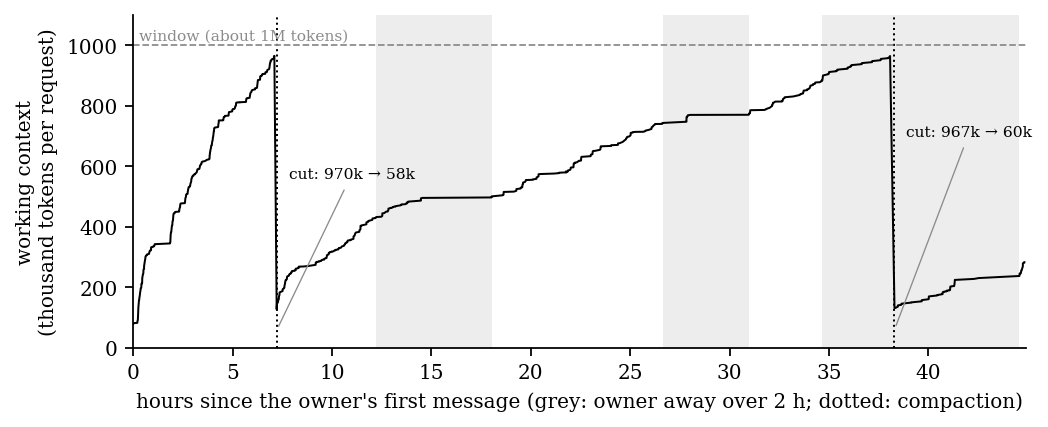 window (about 1M tokens)
cut: 967k → 60k
cut: 970k → 58k
working context
(thousand tokens per request)
1000
800
600
400
200
0
0 5 10 15 20 25 30 35 40
hours since the owner's first message (grey: owner away over 2 h; dotted: compaction)